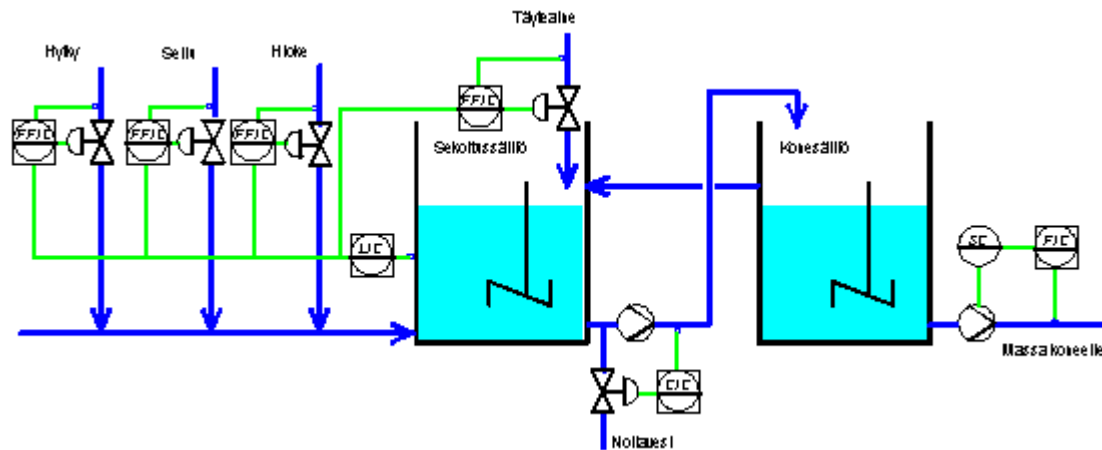 Täyteaine
Hylky
Sellu
Hioke
FFIC
FFIC
FFIC
FFIC
Sekoitussäiliö
Konesäiliö
LIC
SC
FIC
Massa koneelle
CIC
Nollavesi